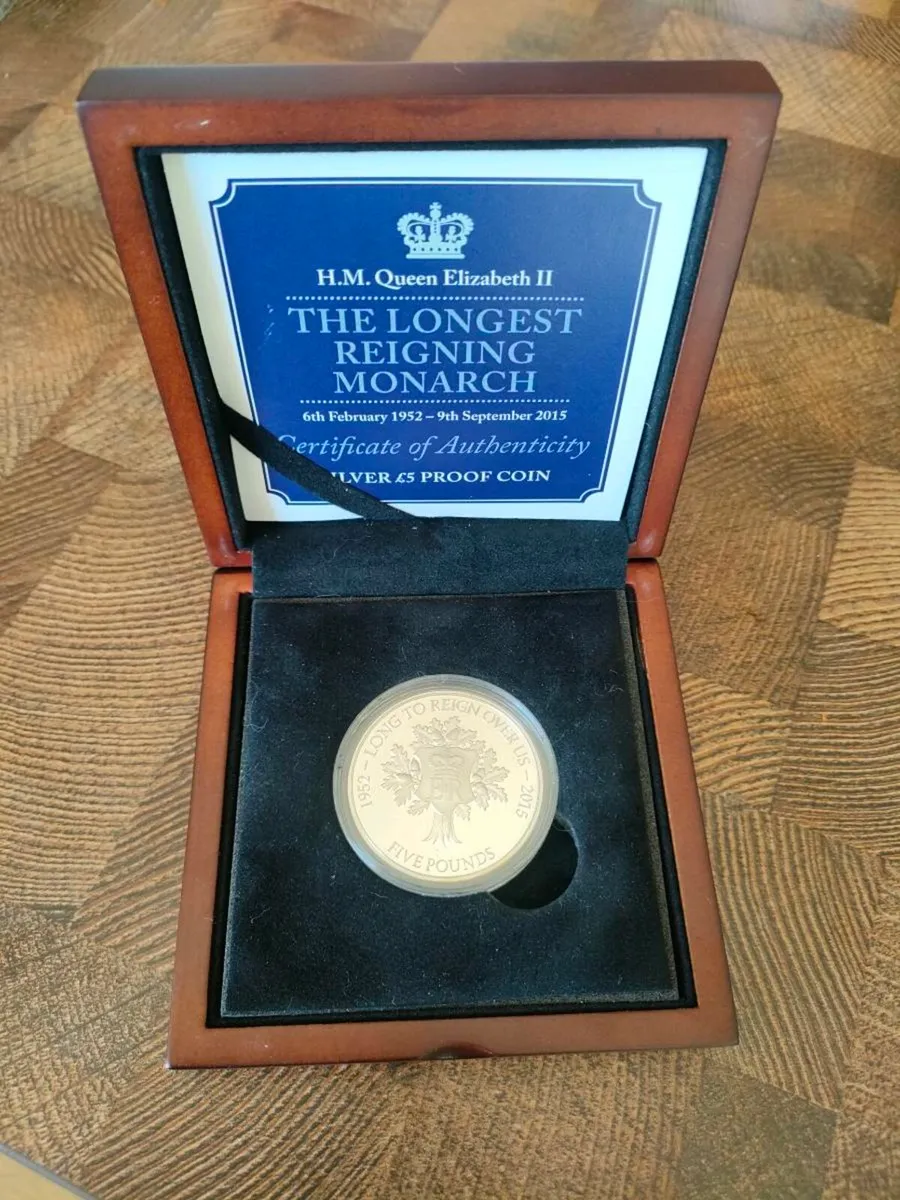 H.M. Queen Elizabeth II
THE LONGEST
REIGNING
MONARCH
6th February 1952 – 9th September 2015
Certificate of Authenticity
ILVER £5 PROOF COIN
1952 – LONG TO REIGN OVER US – 2015
FIVE POUNDS